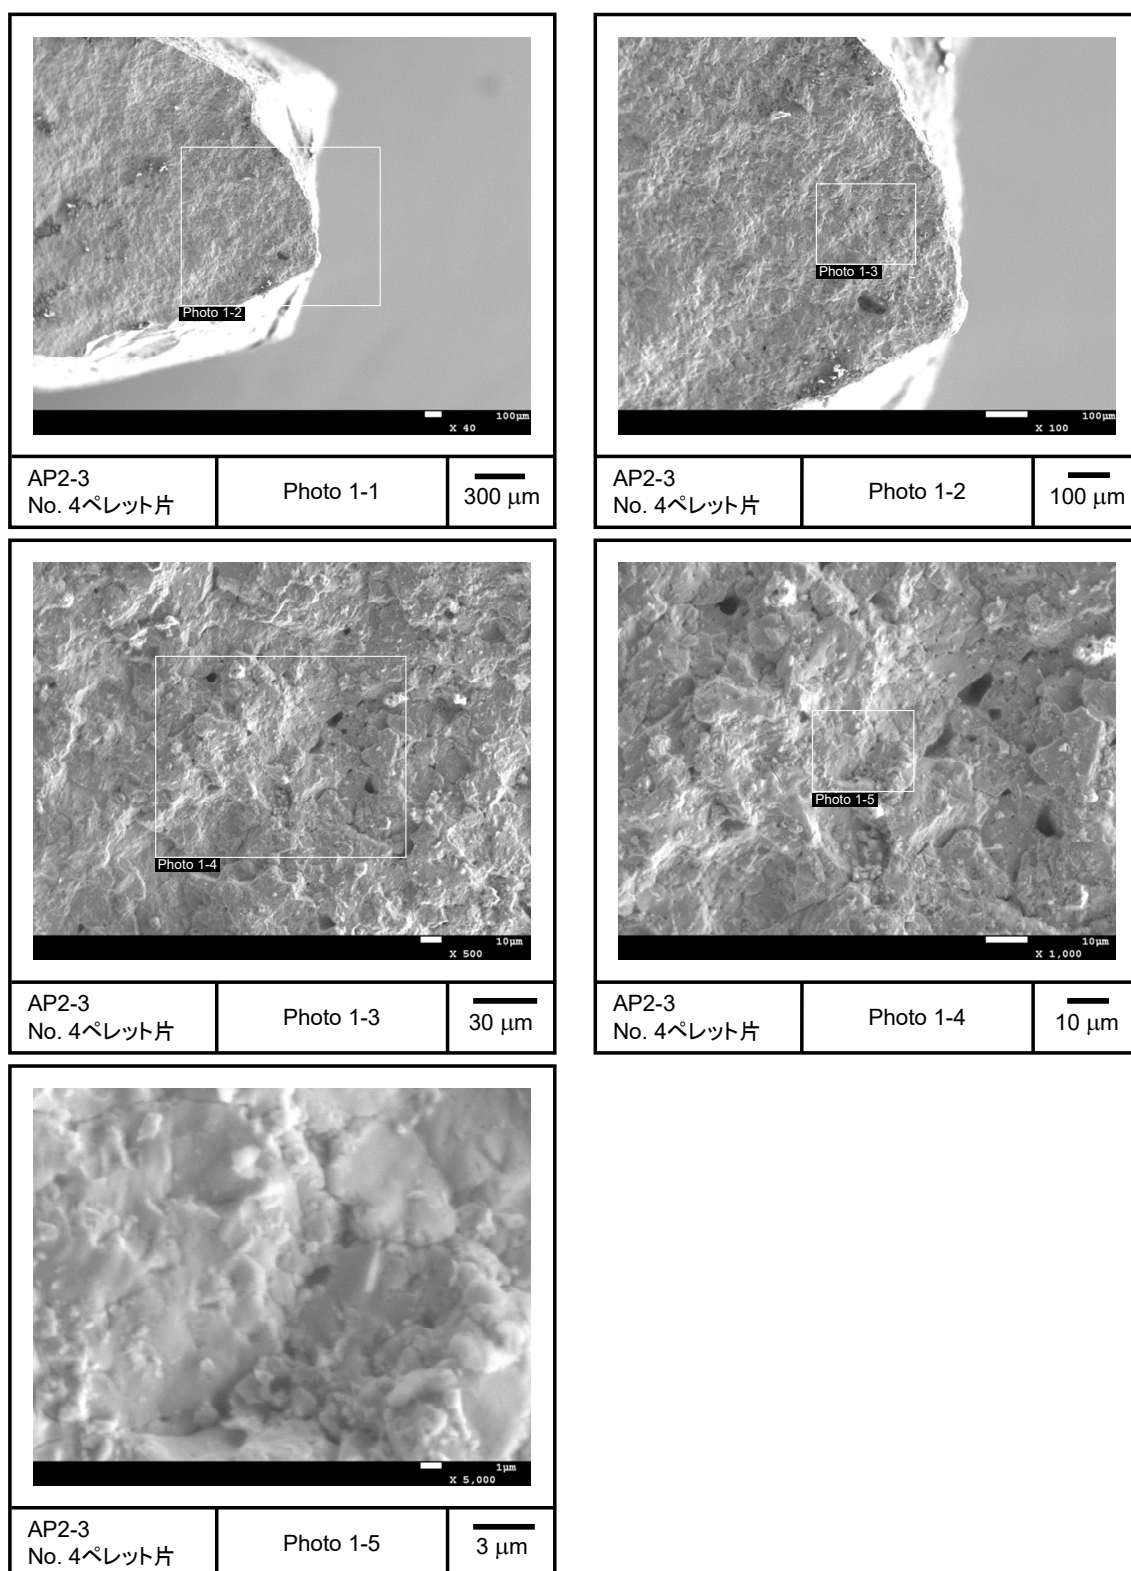 Photo 1-2
100μm
X 40
AP2-3
No. 4ペレット片
Photo 1-1
300 μm
Photo 1-3
100μm
X 100
AP2-3
No. 4ペレット片
Photo 1-2
100 μm
Photo 1-4
10μm
X 500
AP2-3
No. 4ペレット片
Photo 1-3
30 μm
Photo 1-5
10μm
X 1,000
AP2-3
No. 4ペレット片
Photo 1-4
10 μm
1μm
X 5,000
AP2-3
No. 4ペレット片
Photo 1-5
3 μm